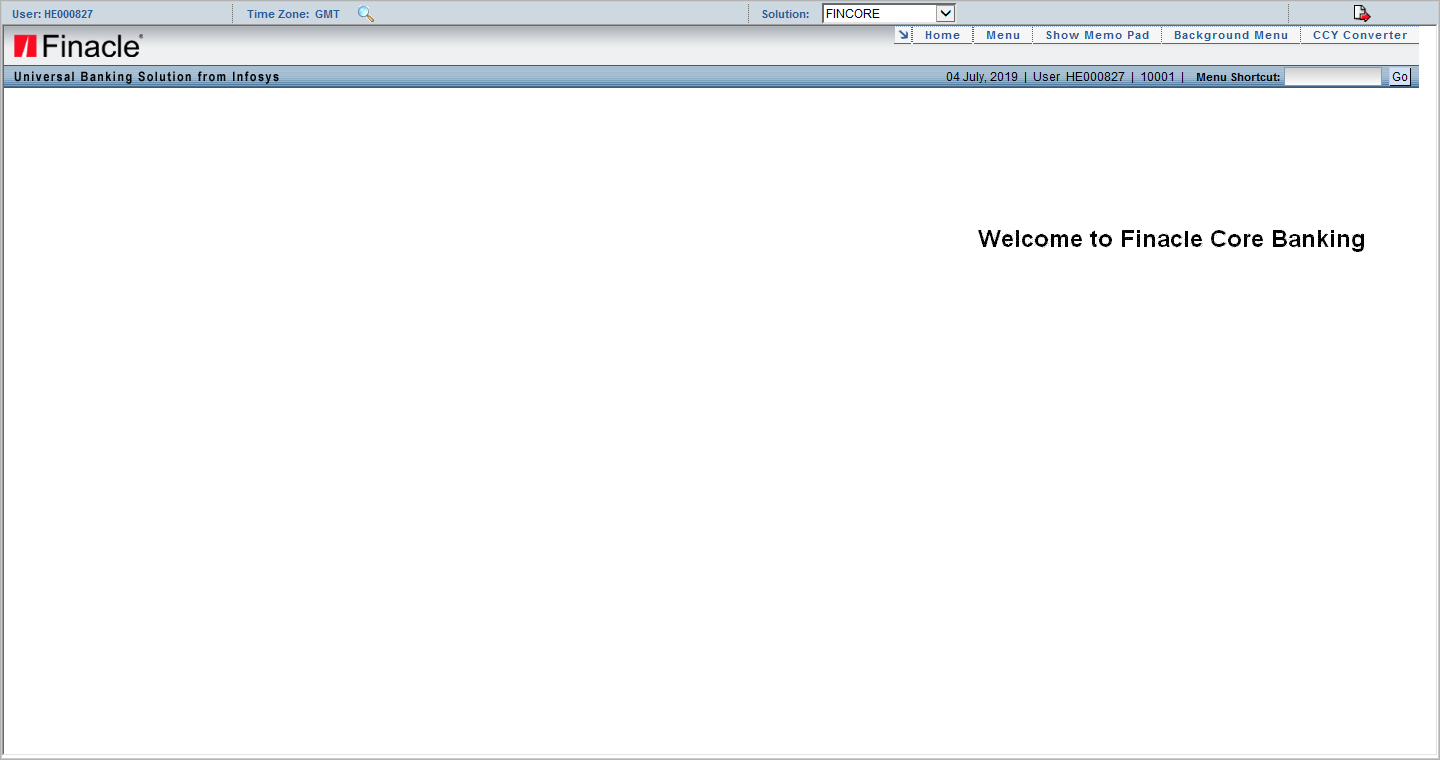 User: HE000827 Time Zone: GMT Solution: FINCORE
Finacle® Home Menu Show Memo Pad Background Menu CCY Converter
Universal Banking Solution from Infosys 04 July, 2019 | User HE000827 | 10001 | Menu Shortcut: Go
Welcome to Finacle Core Banking